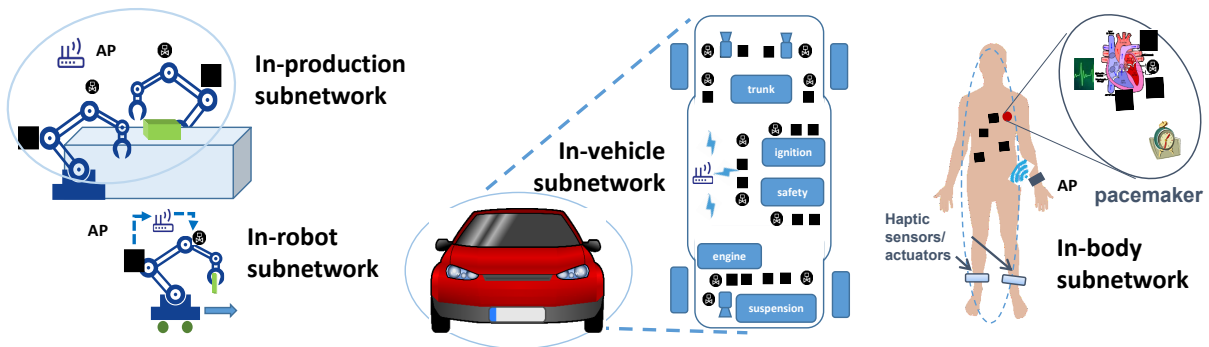 AP
In-production
subnetwork
AP
In-robot
subnetwork
In-vehicle
subnetwork
trunk
ignition
safety
engine
suspension
AP
pacemaker
Haptic
sensors/
actuators
In-body
subnetwork